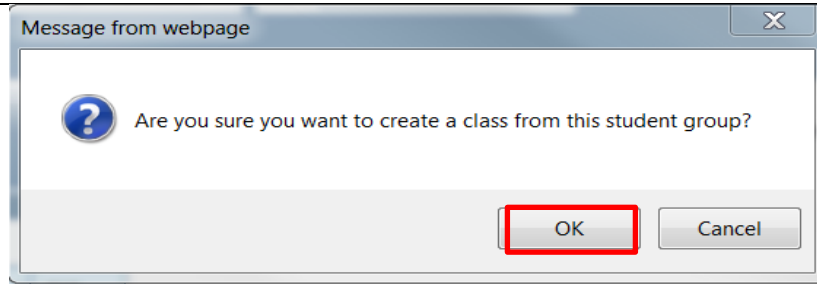 Message from webpage
Are you sure you want to create a class from this student group?
OK
Cancel